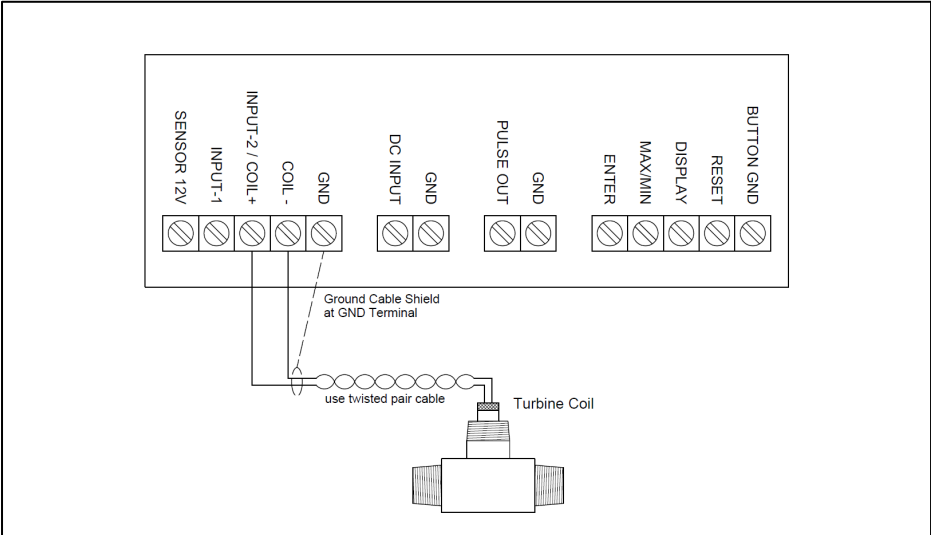 SENSOR 12V
INPUT-1
INPUT-2 / COIL+
COIL -
GND
DC INPUT
GND
PULSE OUT
GND
ENTER
MAX/MIN
DISPLAY
RESET
BUTTON GND
Ground Cable Shield
at GND Terminal
use twisted pair cable
Turbine Coil